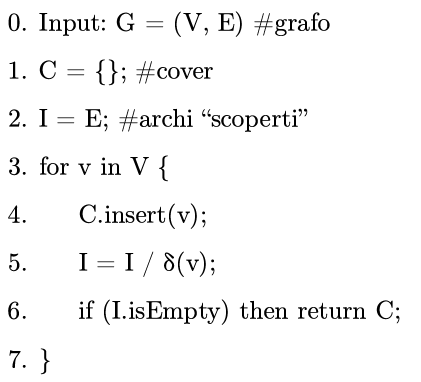 0. Input: G = (V, E) #grafo
1. C = {}; #cover
2. I = E; #archi “scoperti”
3. for v in V {
4. C.insert(v);
5. I = I / δ(v);
6. if (I.isEmpty) then return C;
7. }